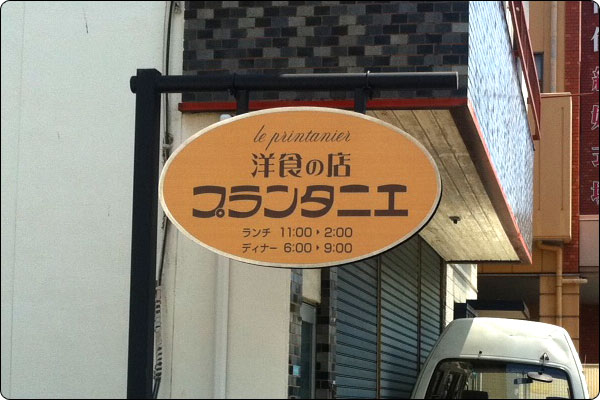 le printanier
洋食の店
プランタニエ
ランチ 11:00▸2:00
ディナー 6:00▸9:00